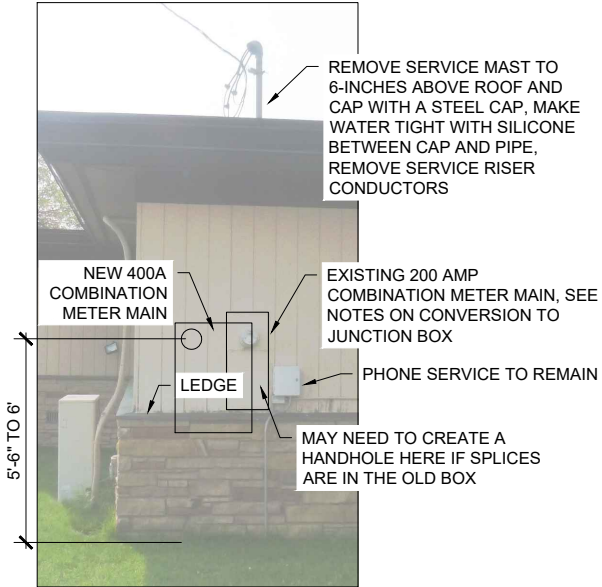 REMOVE SERVICE MAST TO
6-INCHES ABOVE ROOF AND
CAP WITH A STEEL CAP, MAKE
WATER TIGHT WITH SILICONE
BETWEEN CAP AND PIPE,
REMOVE SERVICE RISER
CONDUCTORS
NEW 400A
COMBINATION
METER MAIN
EXISTING 200 AMP
COMBINATION METER MAIN, SEE
NOTES ON CONVERSION TO
JUNCTION BOX
LEDGE
PHONE SERVICE TO REMAIN
MAY NEED TO CREATE A
HANDHOLE HERE IF SPLICES
ARE IN THE OLD BOX
5'-6" TO 6'